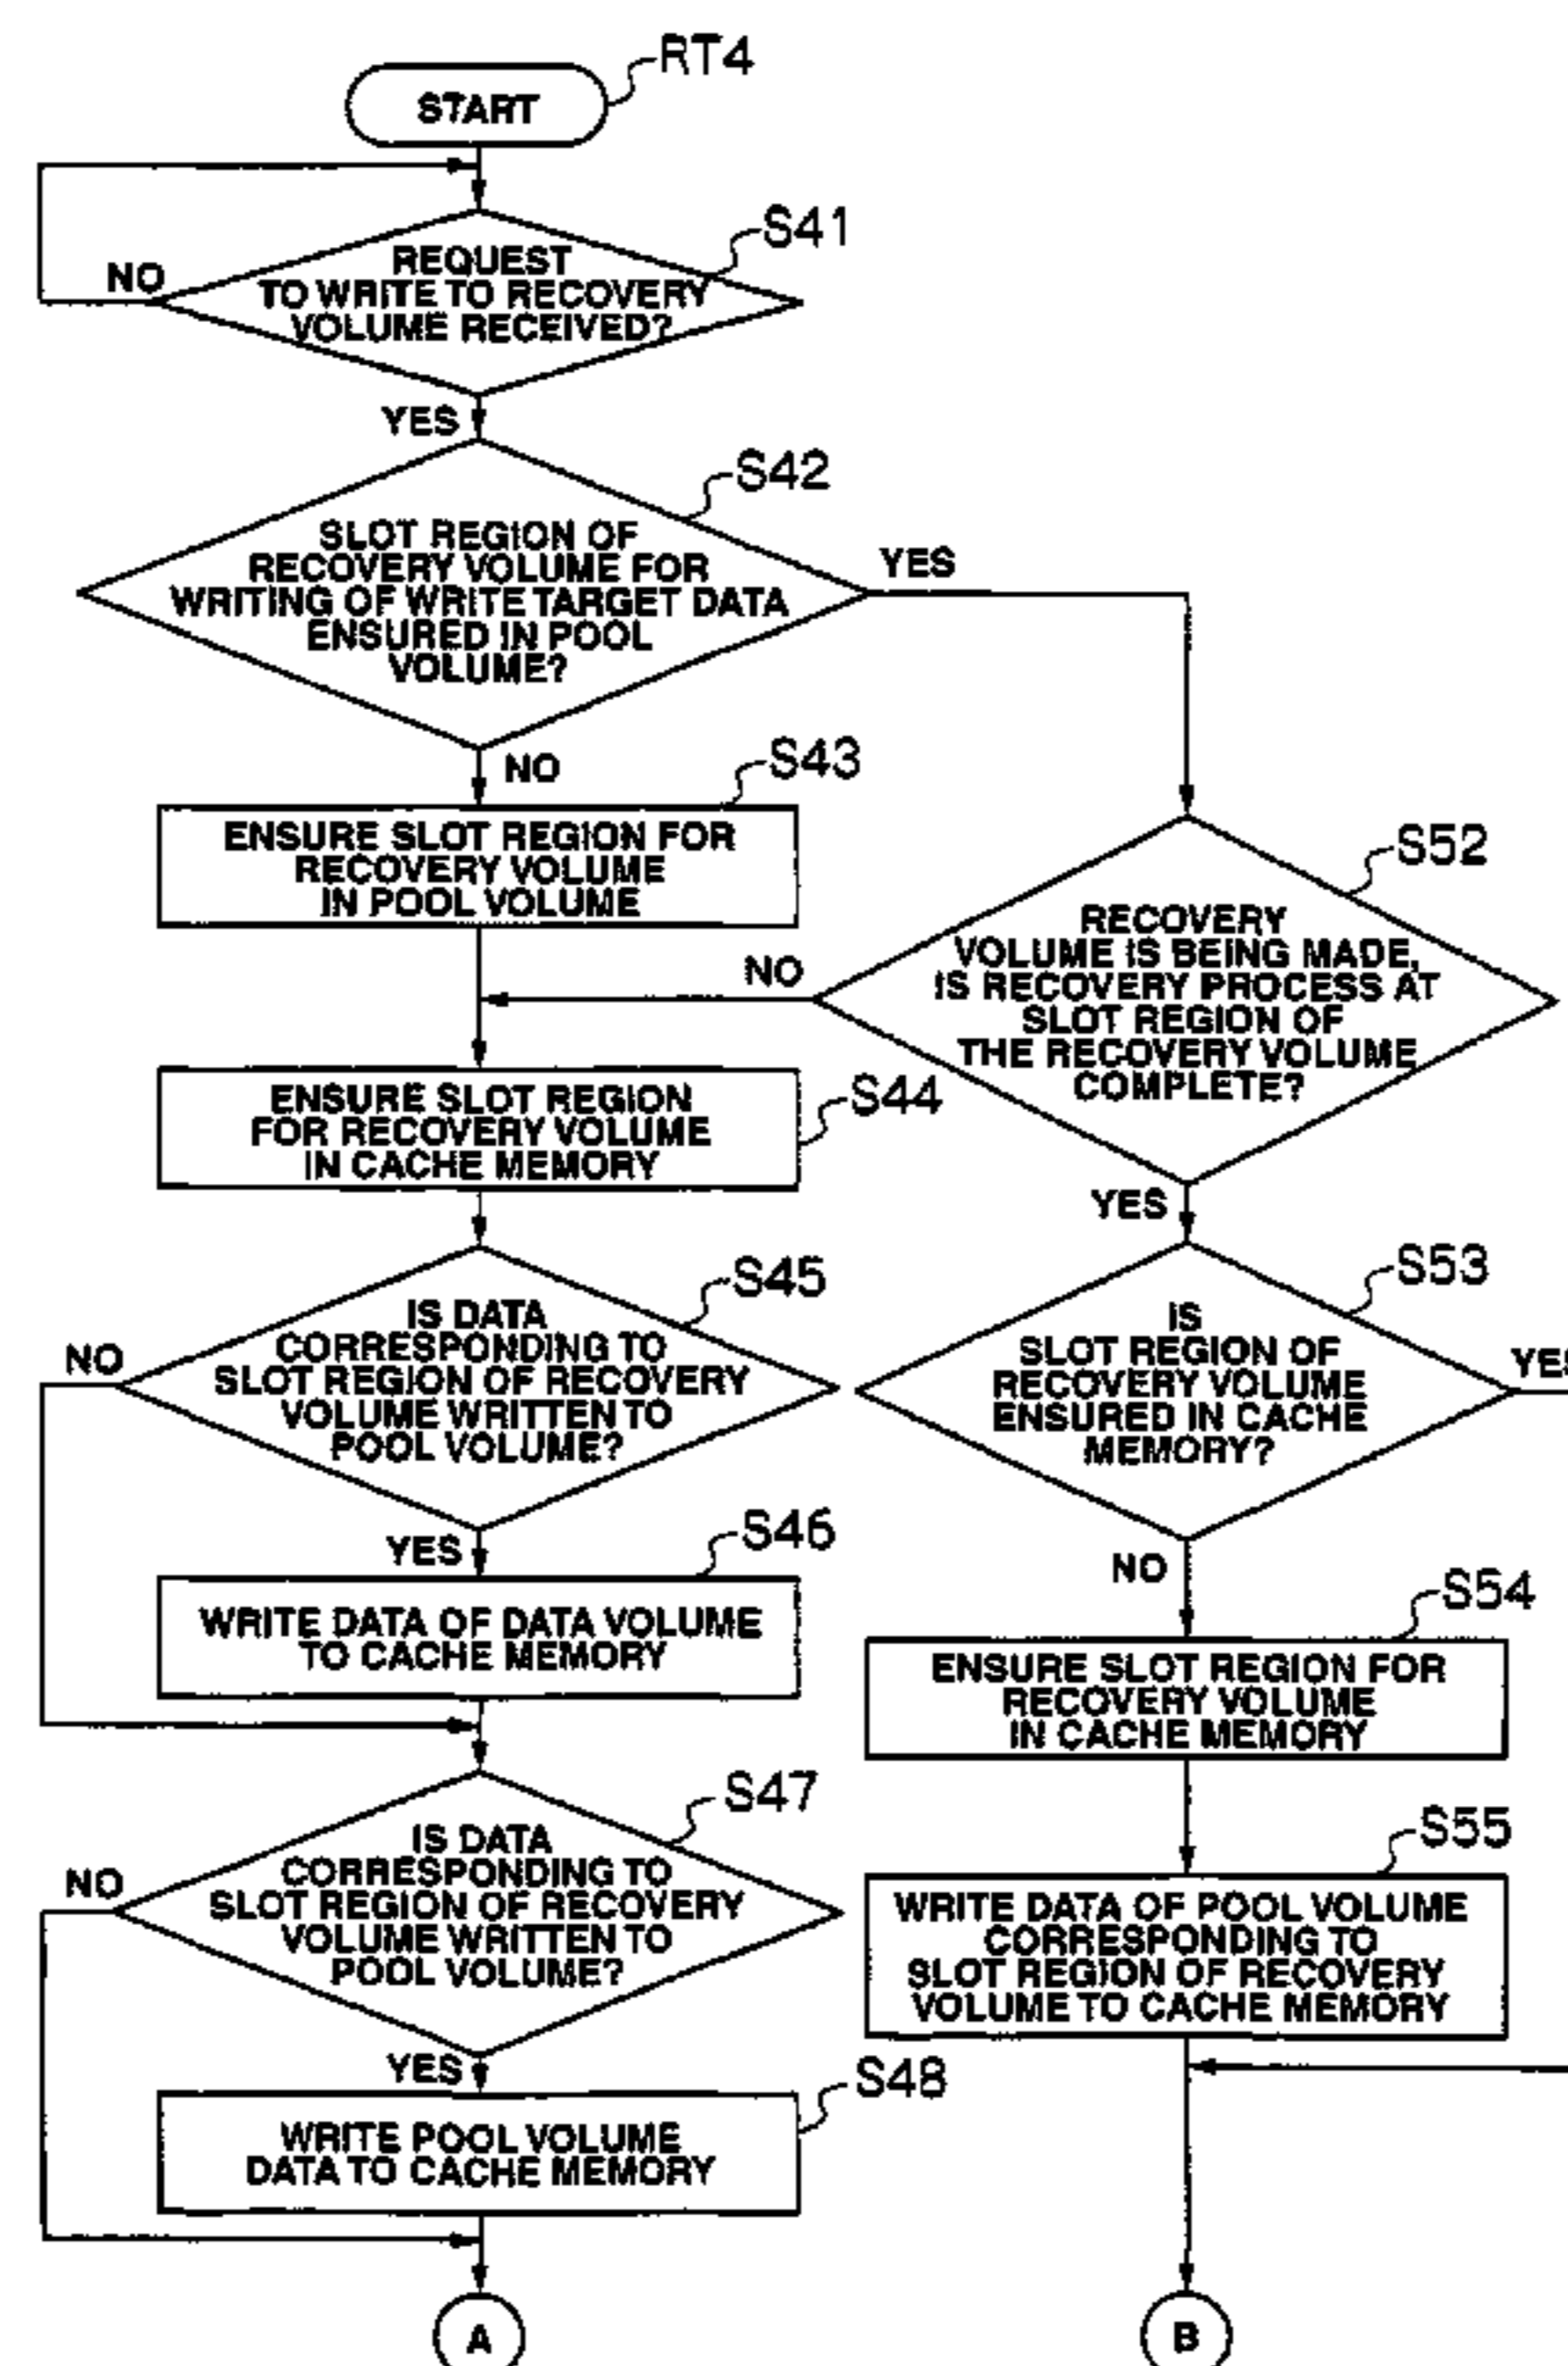 RT4
START
S41
REQUEST
TO WRITE TO RECOVERY
VOLUME RECEIVED?
NO
YES
S42
SLOT REGION OF
RECOVERY VOLUME FOR
WRITING OF WRITE TARGET DATA
ENSURED IN POOL
VOLUME?
YES
NO
S43
ENSURE SLOT REGION FOR
RECOVERY VOLUME
IN POOL VOLUME
S52
RECOVERY
VOLUME IS BEING MADE,
IS RECOVERY PROCESS AT
SLOT REGION OF
THE RECOVERY VOLUME
COMPLETE?
NO
YES
S44
ENSURE SLOT REGION
FOR RECOVERY VOLUME
IN CACHE MEMORY
S45
IS DATA
CORRESPONDING TO
SLOT REGION OF RECOVERY
VOLUME WRITTEN TO
POOL VOLUME?
NO
YES
S53
IS
SLOT REGION OF
RECOVERY VOLUME
ENSURED IN CACHE
MEMORY?
YES
NO
S46
WRITE DATA OF DATA VOLUME
TO CACHE MEMORY
S54
ENSURE SLOT REGION FOR
RECOVERY VOLUME
IN CACHE MEMORY
S47
IS DATA
CORRESPONDING TO
SLOT REGION OF RECOVERY
VOLUME WRITTEN TO
POOL VOLUME?
NO
YES
S55
WRITE DATA OF POOL VOLUME
CORRESPONDING TO
SLOT REGION OF RECOVERY
VOLUME TO CACHE MEMORY
S48
WRITE POOL VOLUME
DATA TO CACHE MEMORY
A
B